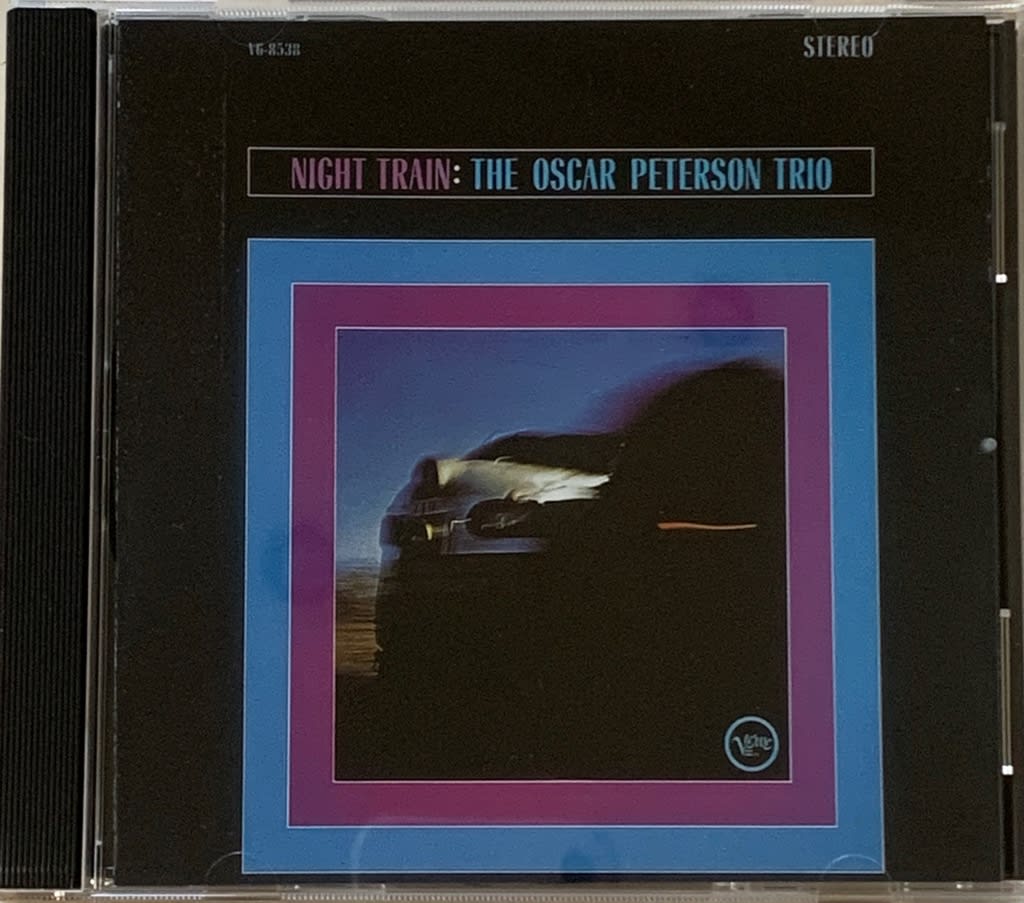 V6-8538
STEREO
NIGHT TRAIN: THE OSCAR PETERSON TRIO
Verve